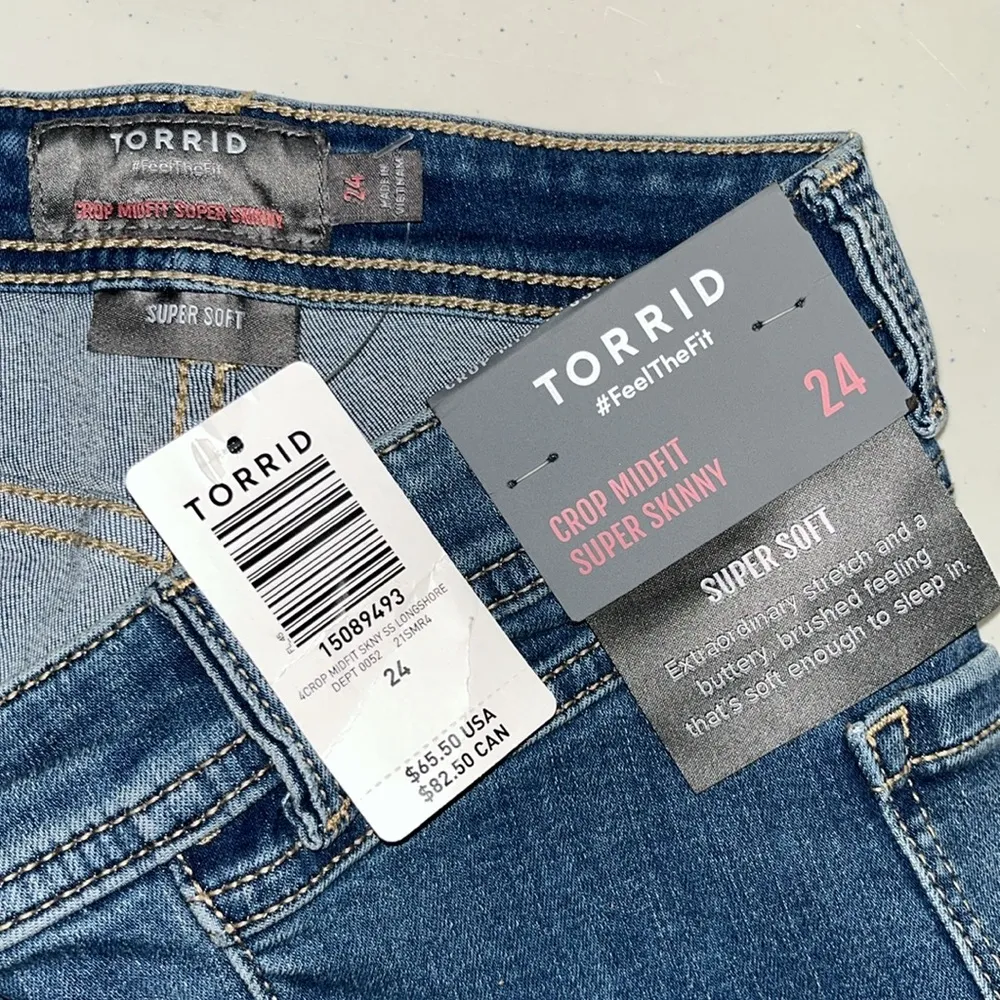 TORRID
#FeelTheFit
CROP MIDFIT SUPER SKINNY
24
MADE IN
VIETNAM
SUPER SOFT
TORRID
#FeelTheFit
24
CROP MIDFIT
SUPER SKINNY
SUPER SOFT
Extraordinary stretch and a
buttery, brushed feeling
that's soft enough to sleep in.
TORRID
15089493
4CROP MIDFIT SKNY SS LONGSHORE
DEPT 0052 21SMR4
24
$65.50 USA
$82.50 CAN